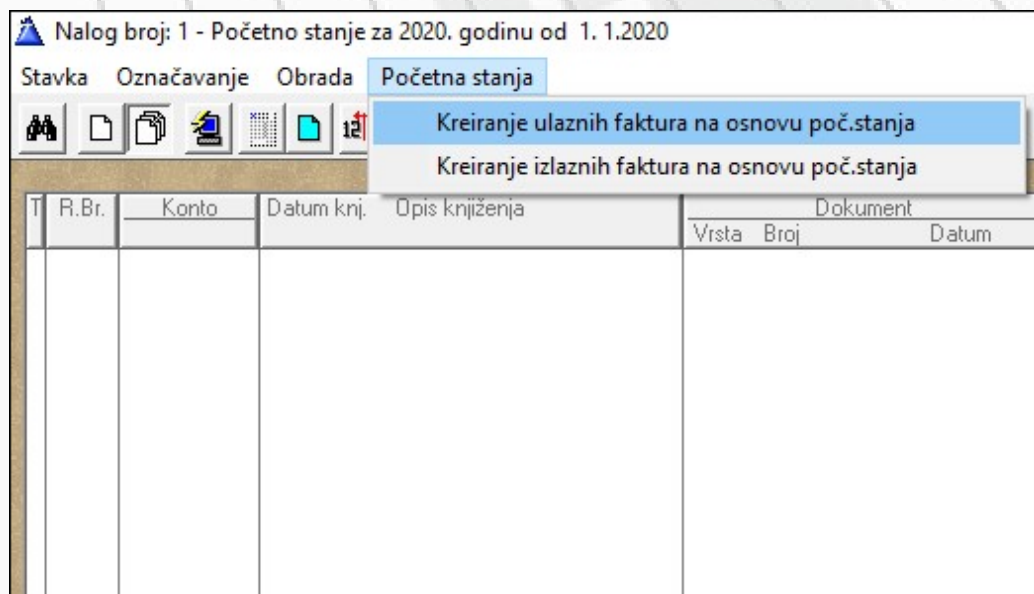 Nalog broj: 1 - Početno stanje za 2020. godinu od 1. 1.2020
Stavka Označavanje Obrada Početna stanja
Kreiranje ulaznih faktura na osnovu poč.stanja
Kreiranje izlaznih faktura na osnovu poč.stanja
T R.Br. Konto Datum knj. Opis knjiženja Dokument
Vrsta Broj Datum